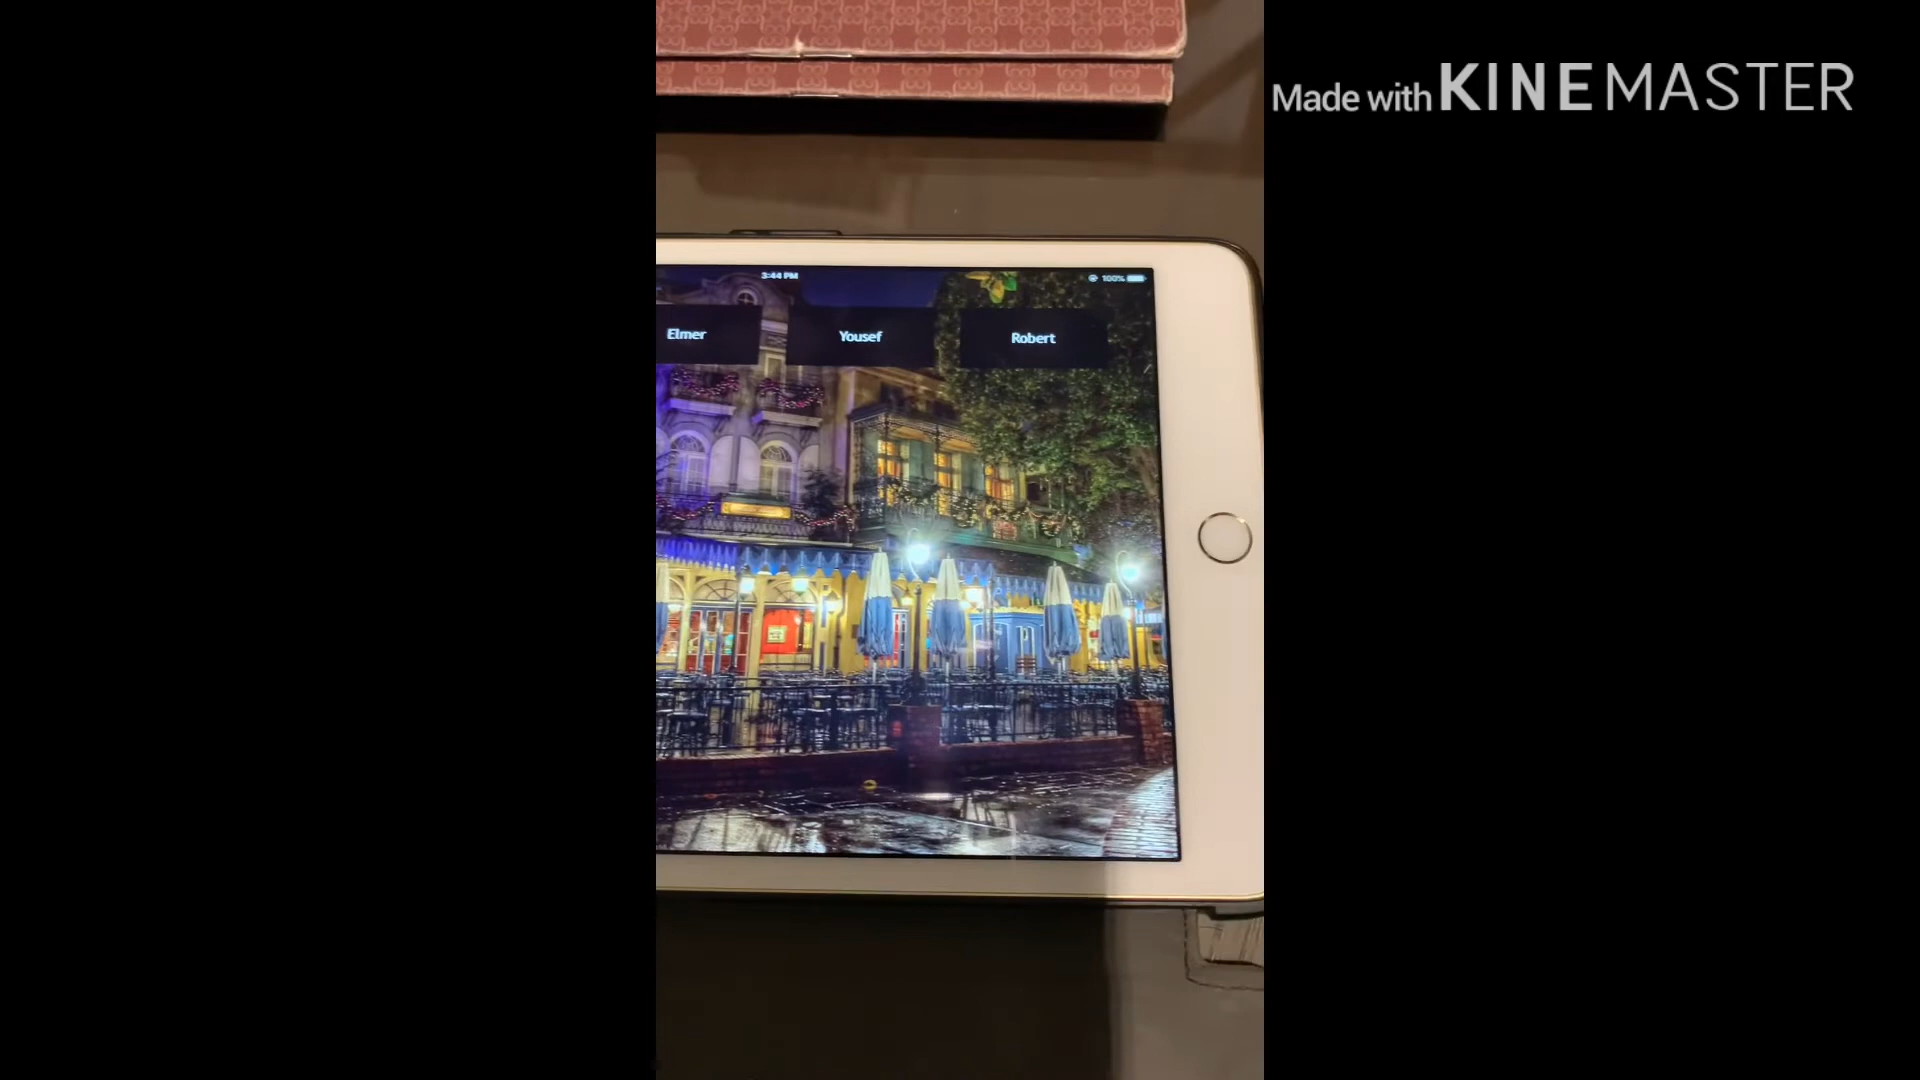 Made with KINEMASTER
3:44 PM
100%
Elmer
Yousef
Robert